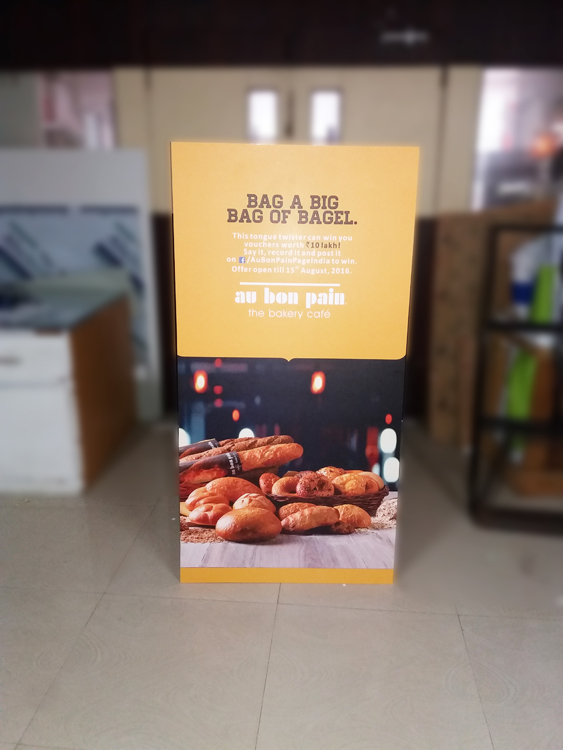 BAG A BIG
BAG OF BAGEL.
This tongue twister can win you
vouchers worth ₹10 lakh!
Say it, record it and post it
on f/AuBonPainPageIndia to win.
Offer open till 15th August, 2016.
au bon pain
the bakery café